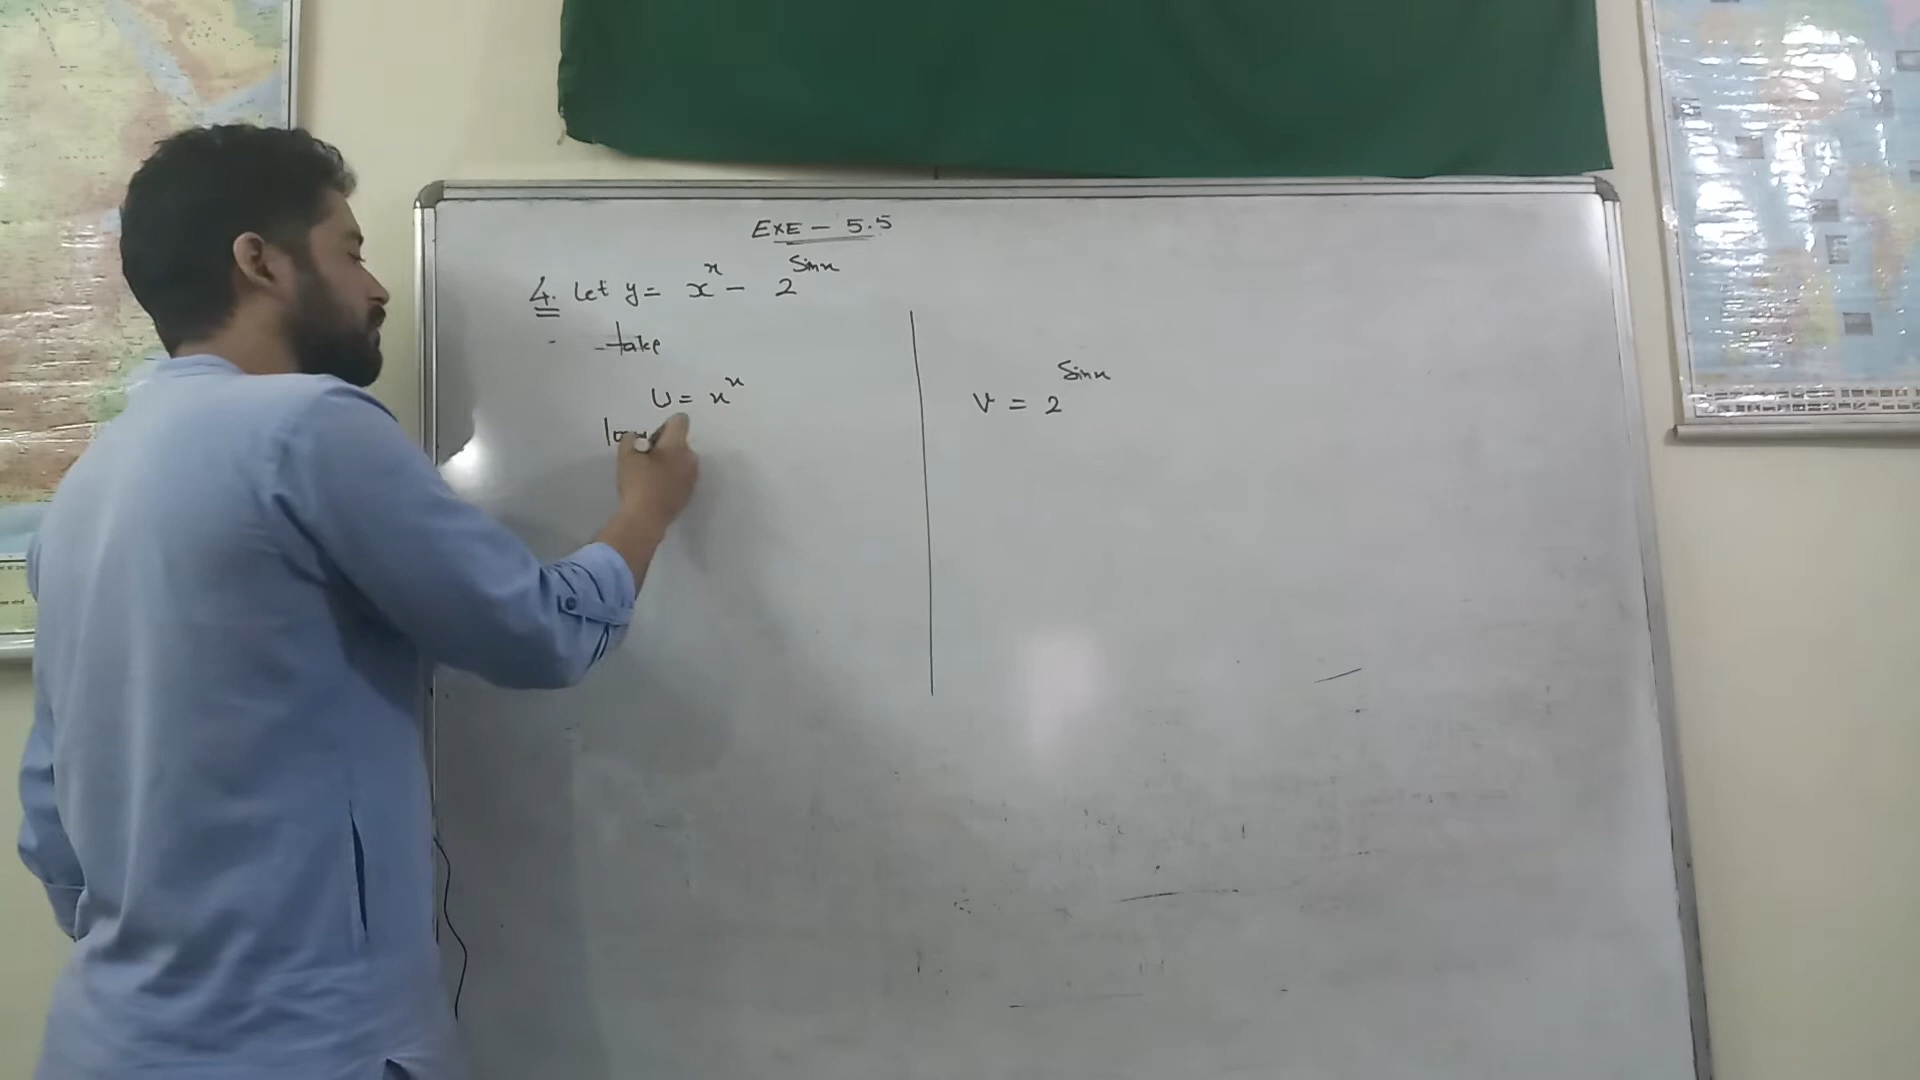 EXE - 5.5
4. Let y = x^x - 2^Sinx
take
U = x^x
V = 2^Sinx